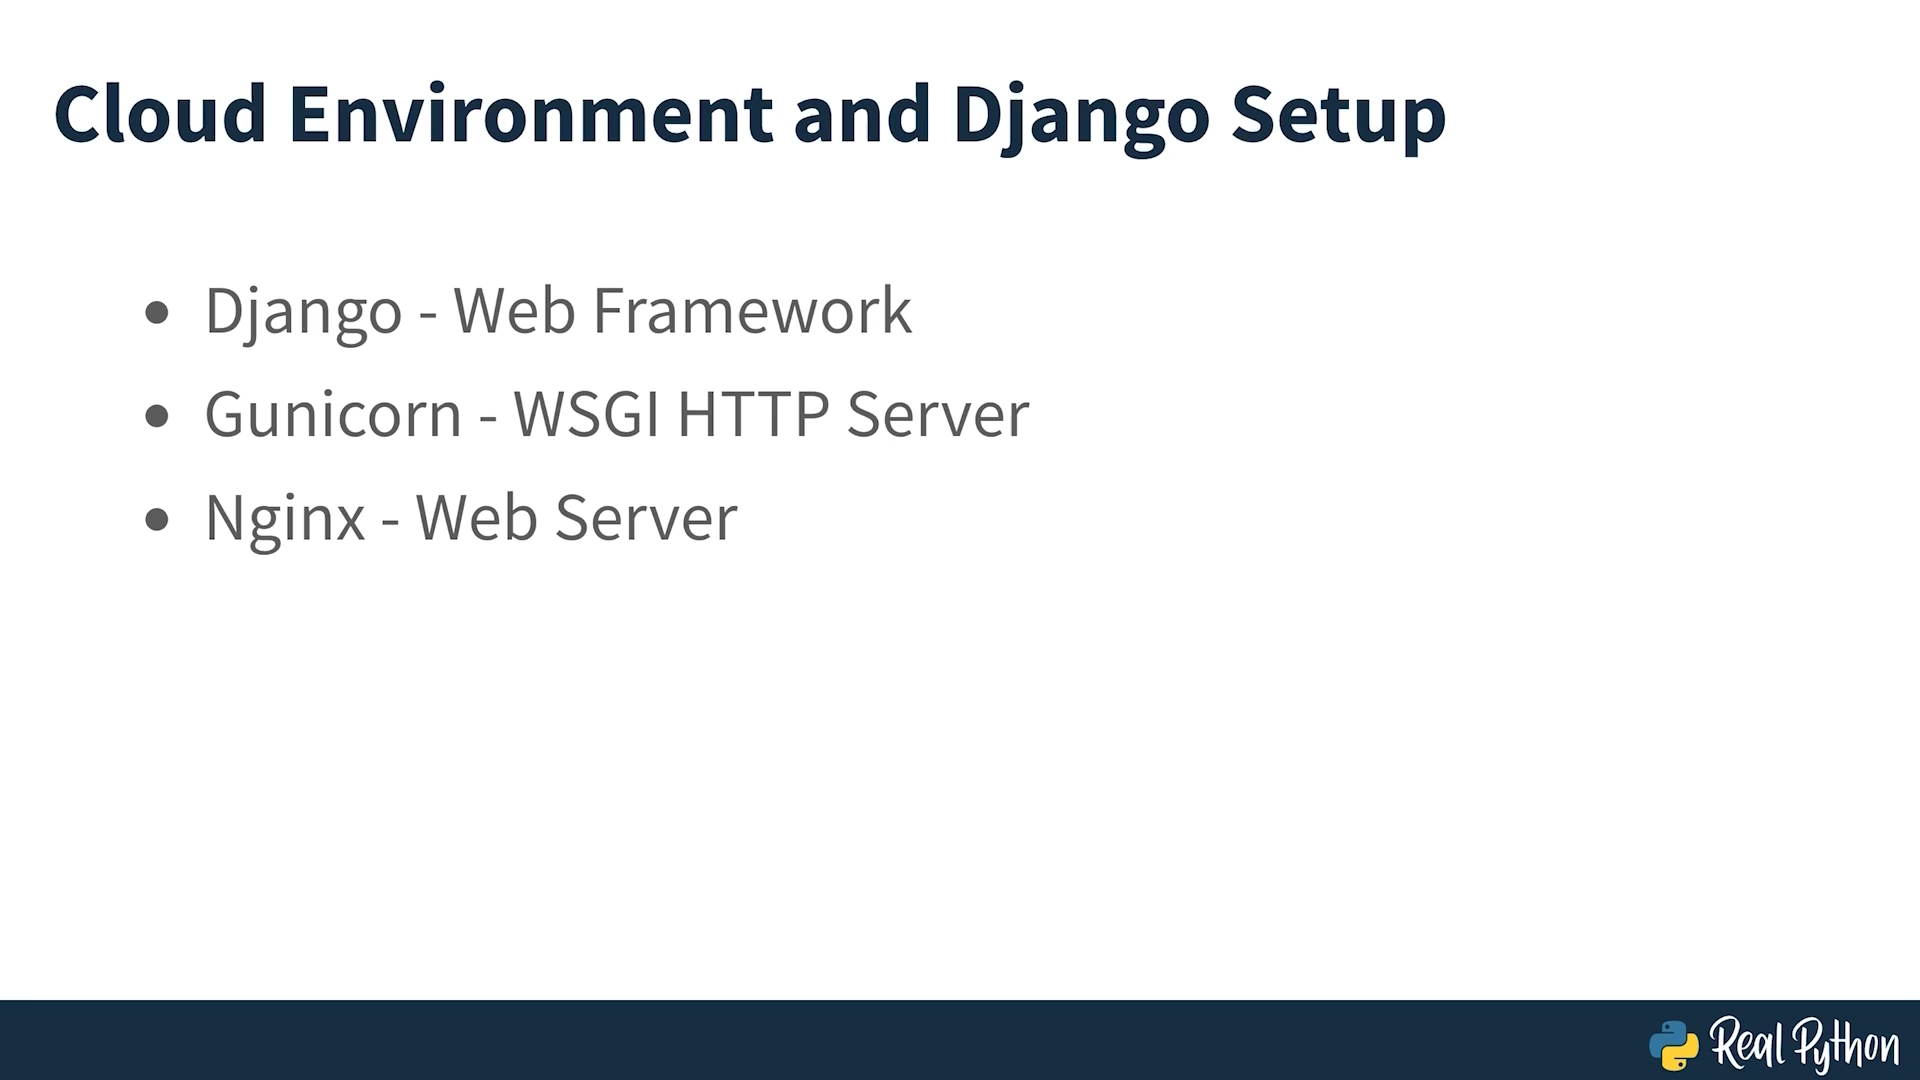 Cloud Environment and Django Setup
• Django - Web Framework
• Gunicorn - WSGI HTTP Server
• Nginx - Web Server
Real Python